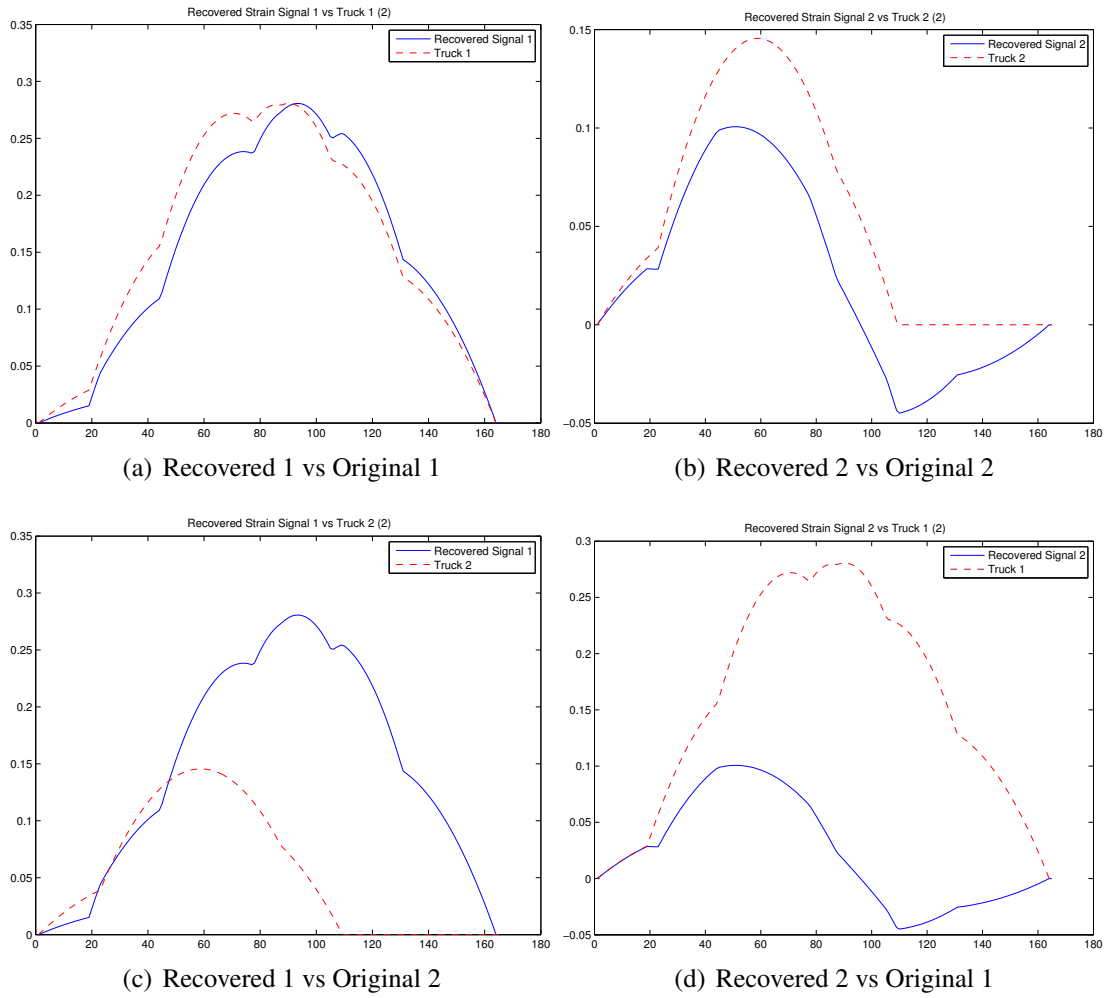 Recovered Strain Signal 1 vs Truck 1 (2)
Recovered Signal 1
Truck 1
0.35
0.3
0.25
0.2
0.15
0.1
0.05
0
0 20 40 60 80 100 120 140 160 180
(a) Recovered 1 vs Original 1
Recovered Strain Signal 2 vs Truck 2 (2)
Recovered Signal 2
Truck 2
0.15
0.1
0.05
0
−0.05
0 20 40 60 80 100 120 140 160 180
(b) Recovered 2 vs Original 2
Recovered Strain Signal 1 vs Truck 2 (2)
Recovered Signal 1
Truck 2
0.35
0.3
0.25
0.2
0.15
0.1
0.05
0
0 20 40 60 80 100 120 140 160 180
(c) Recovered 1 vs Original 2
Recovered Strain Signal 2 vs Truck 1 (2)
Recovered Signal 2
Truck 1
0.3
0.25
0.2
0.15
0.1
0.05
0
−0.05
0 20 40 60 80 100 120 140 160 180
(d) Recovered 2 vs Original 1